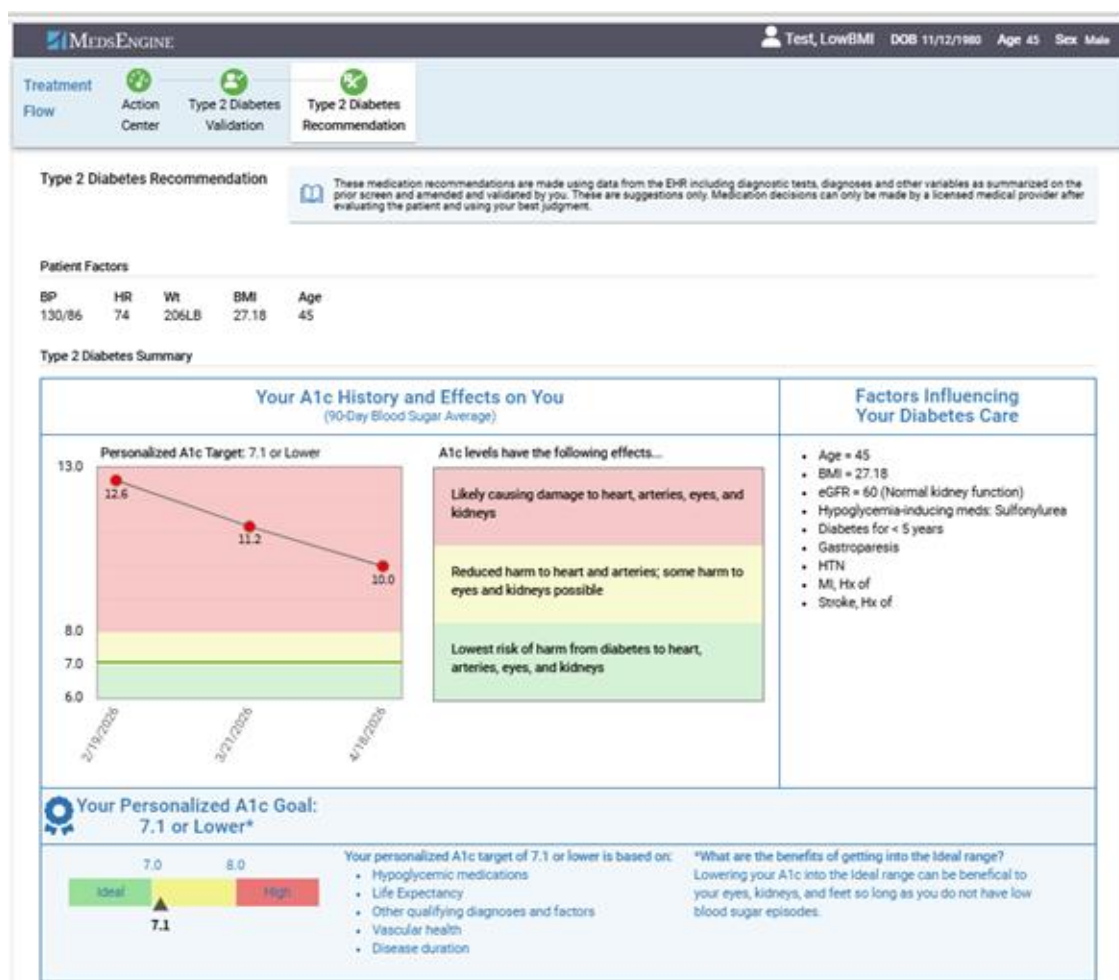 MEDSENGINE
Test, LowBMI DOB 11/12/1980 Age 45 Sex Male
Treatment
Flow
Action
Center
Type 2 Diabetes
Validation
Type 2 Diabetes
Recommendation
Type 2 Diabetes Recommendation
These medication recommendations are made using data from the EHR including diagnostic tests, diagnoses and other variables as summarized on the
prior screen and amended and validated by you. These are suggestions only. Medication decisions can only be made by a licensed medical provider after
evaluating the patient and using your best judgment.
Patient Factors
BP HR Wt BMI Age
130/86 74 206LB 27.18 45
Type 2 Diabetes Summary
Your A1c History and Effects on You
(90-Day Blood Sugar Average)
Personalized A1c Target: 7.1 or Lower
13.0
12.6
11.2
10.0
8.0
7.0
6.0
2/19/2026
3/21/2026
4/18/2026
A1c levels have the following effects...
Likely causing damage to heart, arteries, eyes, and
kidneys
Reduced harm to heart and arteries; some harm to
eyes and kidneys possible
Lowest risk of harm from diabetes to heart,
arteries, eyes, and kidneys
Factors Influencing
Your Diabetes Care
• Age = 45
• BMI = 27.18
• eGFR = 60 (Normal kidney function)
• Hypoglycemia-inducing meds: Sulfonylurea
• Diabetes for < 5 years
• Gastroparesis
• HTN
• MI, Hx of
• Stroke, Hx of
Your Personalized A1c Goal:
7.1 or Lower*
7.0 8.0
Ideal High
7.1
Your personalized A1c target of 7.1 or lower is based on:
• Hypoglycemic medications
• Life Expectancy
• Other qualifying diagnoses and factors
• Vascular health
• Disease duration
*What are the benefits of getting into the Ideal range?
Lowering your A1c into the Ideal range can be benefical to
your eyes, kidneys, and feet so long as you do not have low
blood sugar episodes.